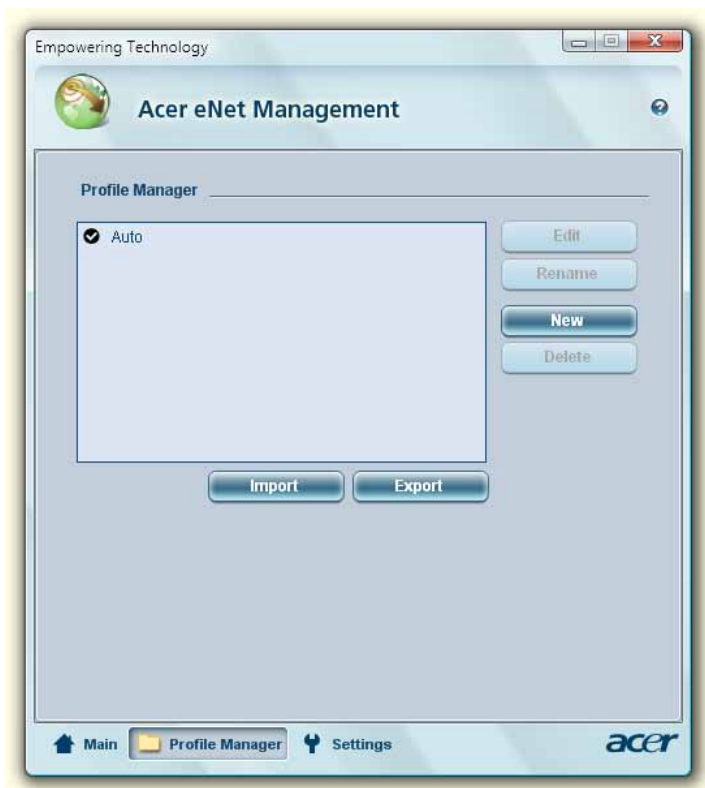 Empowering Technology
Acer eNet Management
Profile Manager
Auto
Edit
Rename
New
Delete
Import Export
Main Profile Manager Settings acer